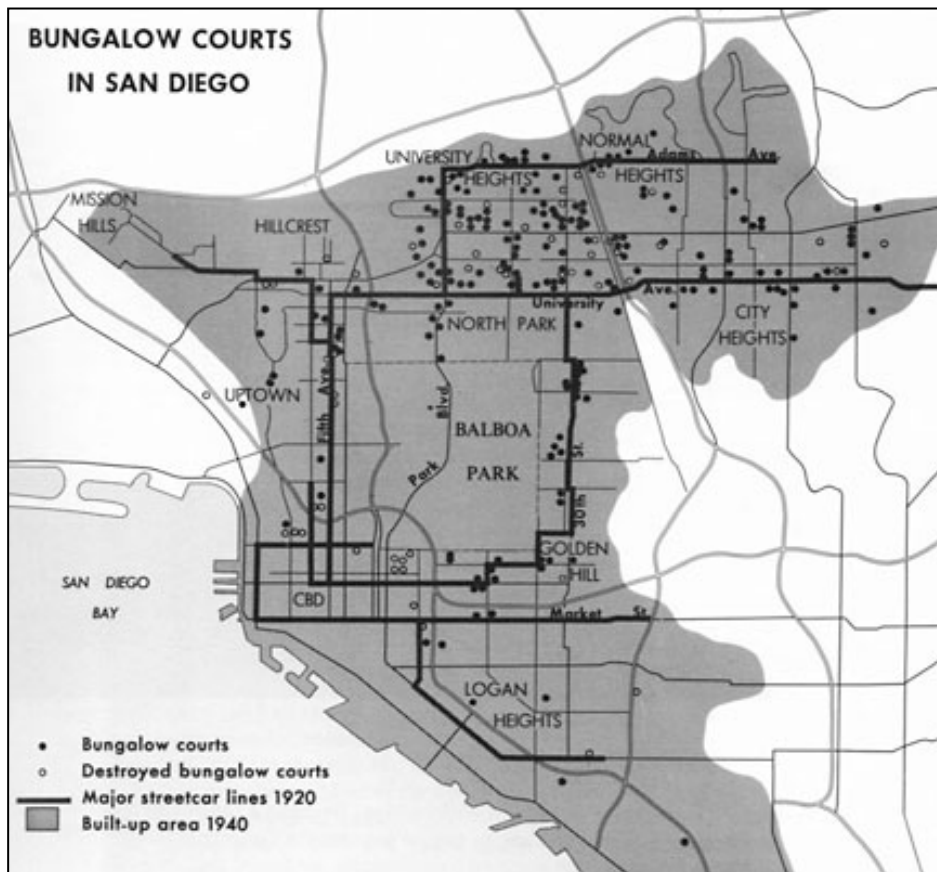 BUNGALOW COURTS
IN SAN DIEGO
NORMAL
UNIVERSITY
Adams Ave.
HEIGHTS
HEIGHTS
MISSION
HILLS
HILLCREST
University Ave.
NORTH PARK
CITY
HEIGHTS
UPTOWN
Fifth Ave.
Park Blvd.
BALBOA
PARK
30th St.
GOLDEN
HILL
SAN DIEGO
BAY
CBD
Market St.
LOGAN
HEIGHTS
Bungalow courts
Destroyed bungalow courts
Major streetcar lines 1920
Built-up area 1940